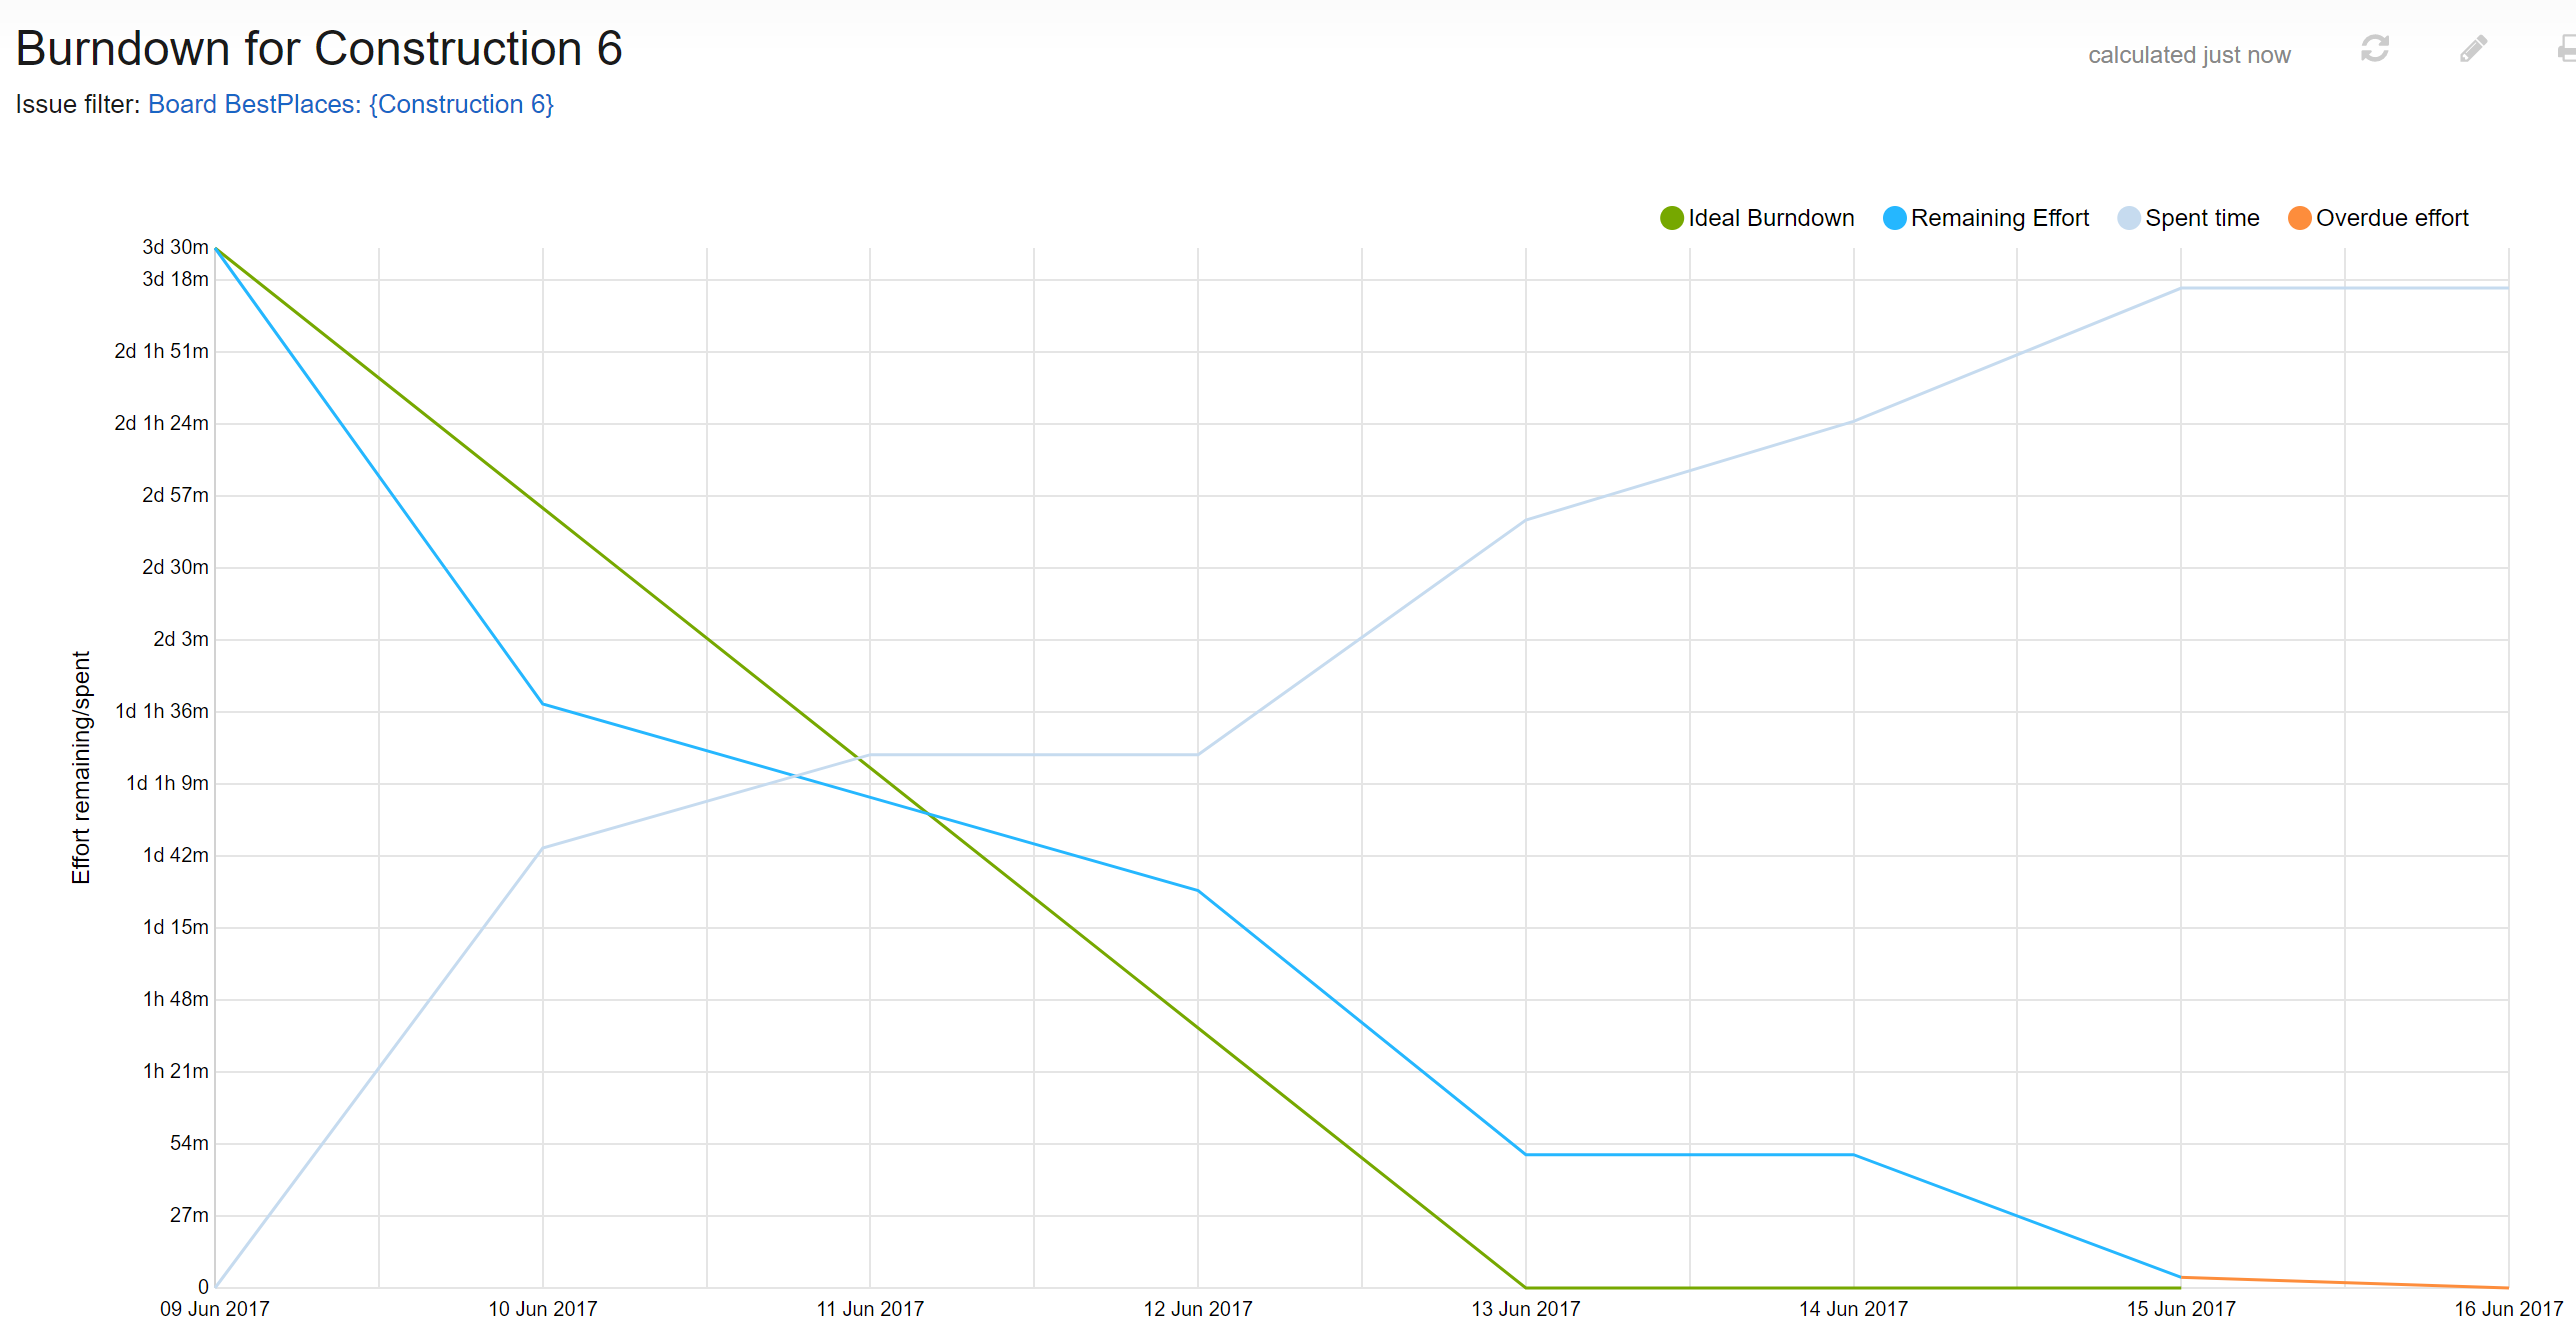 Burndown for Construction 6
calculated just now
Issue filter: Board BestPlaces: {Construction 6}
Ideal Burndown Remaining Effort Spent time Overdue effort
3d 30m
3d 18m
2d 1h 51m
2d 1h 24m
2d 57m
2d 30m
2d 3m
1d 1h 36m
1d 1h 9m
1d 42m
1d 15m
1h 48m
1h 21m
54m
27m
0
Effort remaining/spent
09 Jun 2017 10 Jun 2017 11 Jun 2017 12 Jun 2017 13 Jun 2017 14 Jun 2017 15 Jun 2017 16 Jun 2017